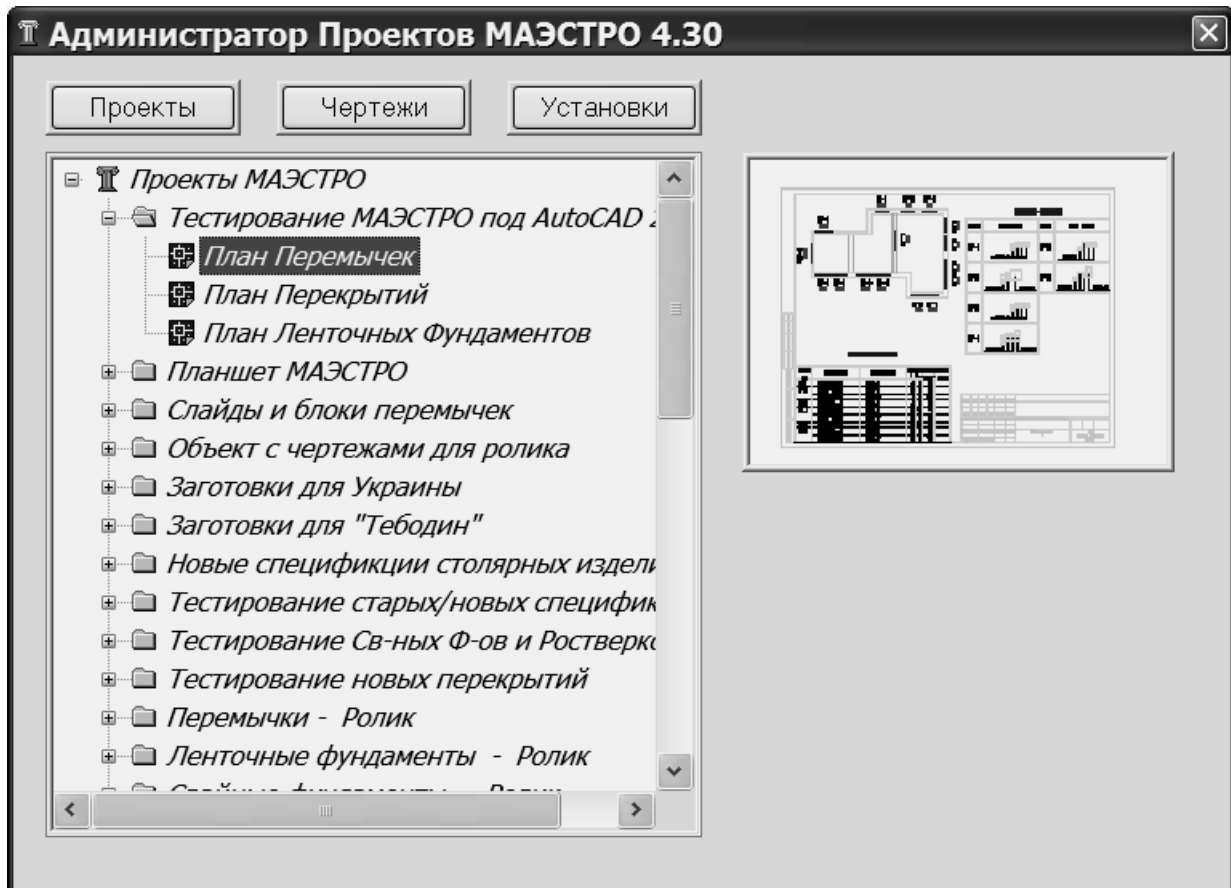 Администратор Проектов МАЭСТРО 4.30
Проекты Чертежи Установки
Проекты МАЭСТРО
Тестирование МАЭСТРО под AutoCAD
План Перемычек
План Перекрытий
План Ленточных Фундаментов
Планшет МАЭСТРО
Слайды и блоки перемычек
Объект с чертежами для ролика
Заготовки для Украины
Заготовки для "Тебодин"
Новые спецификции столярных издели
Тестирование старых/новых специфик
Тестирование Св-ных Ф-ов и Ростверко
Тестирование новых перекрытий
Перемычки - Ролик
Ленточные фундаменты - Ролик